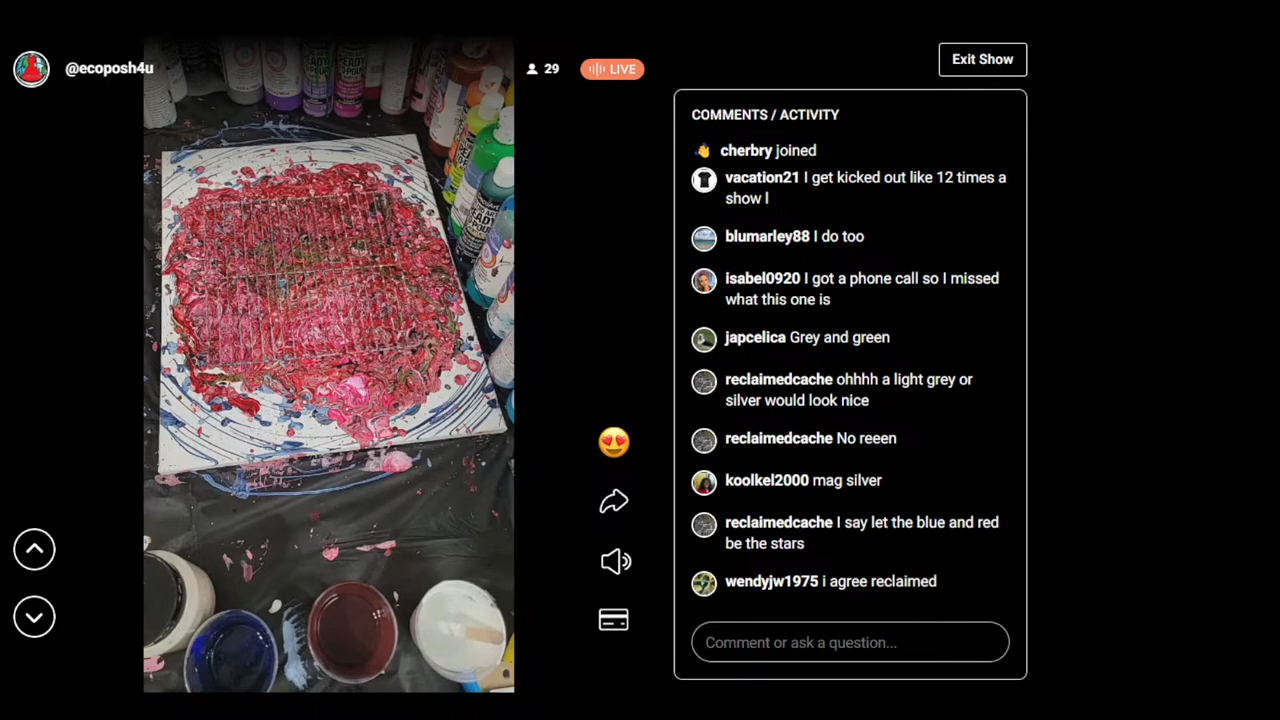 @ecoposh4u
29
LIVE
Exit Show
COMMENTS / ACTIVITY
cherbry joined
vacation21 I get kicked out like 12 times a
show I
blumarley88 I do too
isabel0920 I got a phone call so I missed
what this one is
japcelica Grey and green
reclaimedcache ohhhh a light grey or
silver would look nice
reclaimedcache No reeen
koolkel2000 mag silver
reclaimedcache I say let the blue and red
be the stars
wendyjw1975 i agree reclaimed
Comment or ask a question...